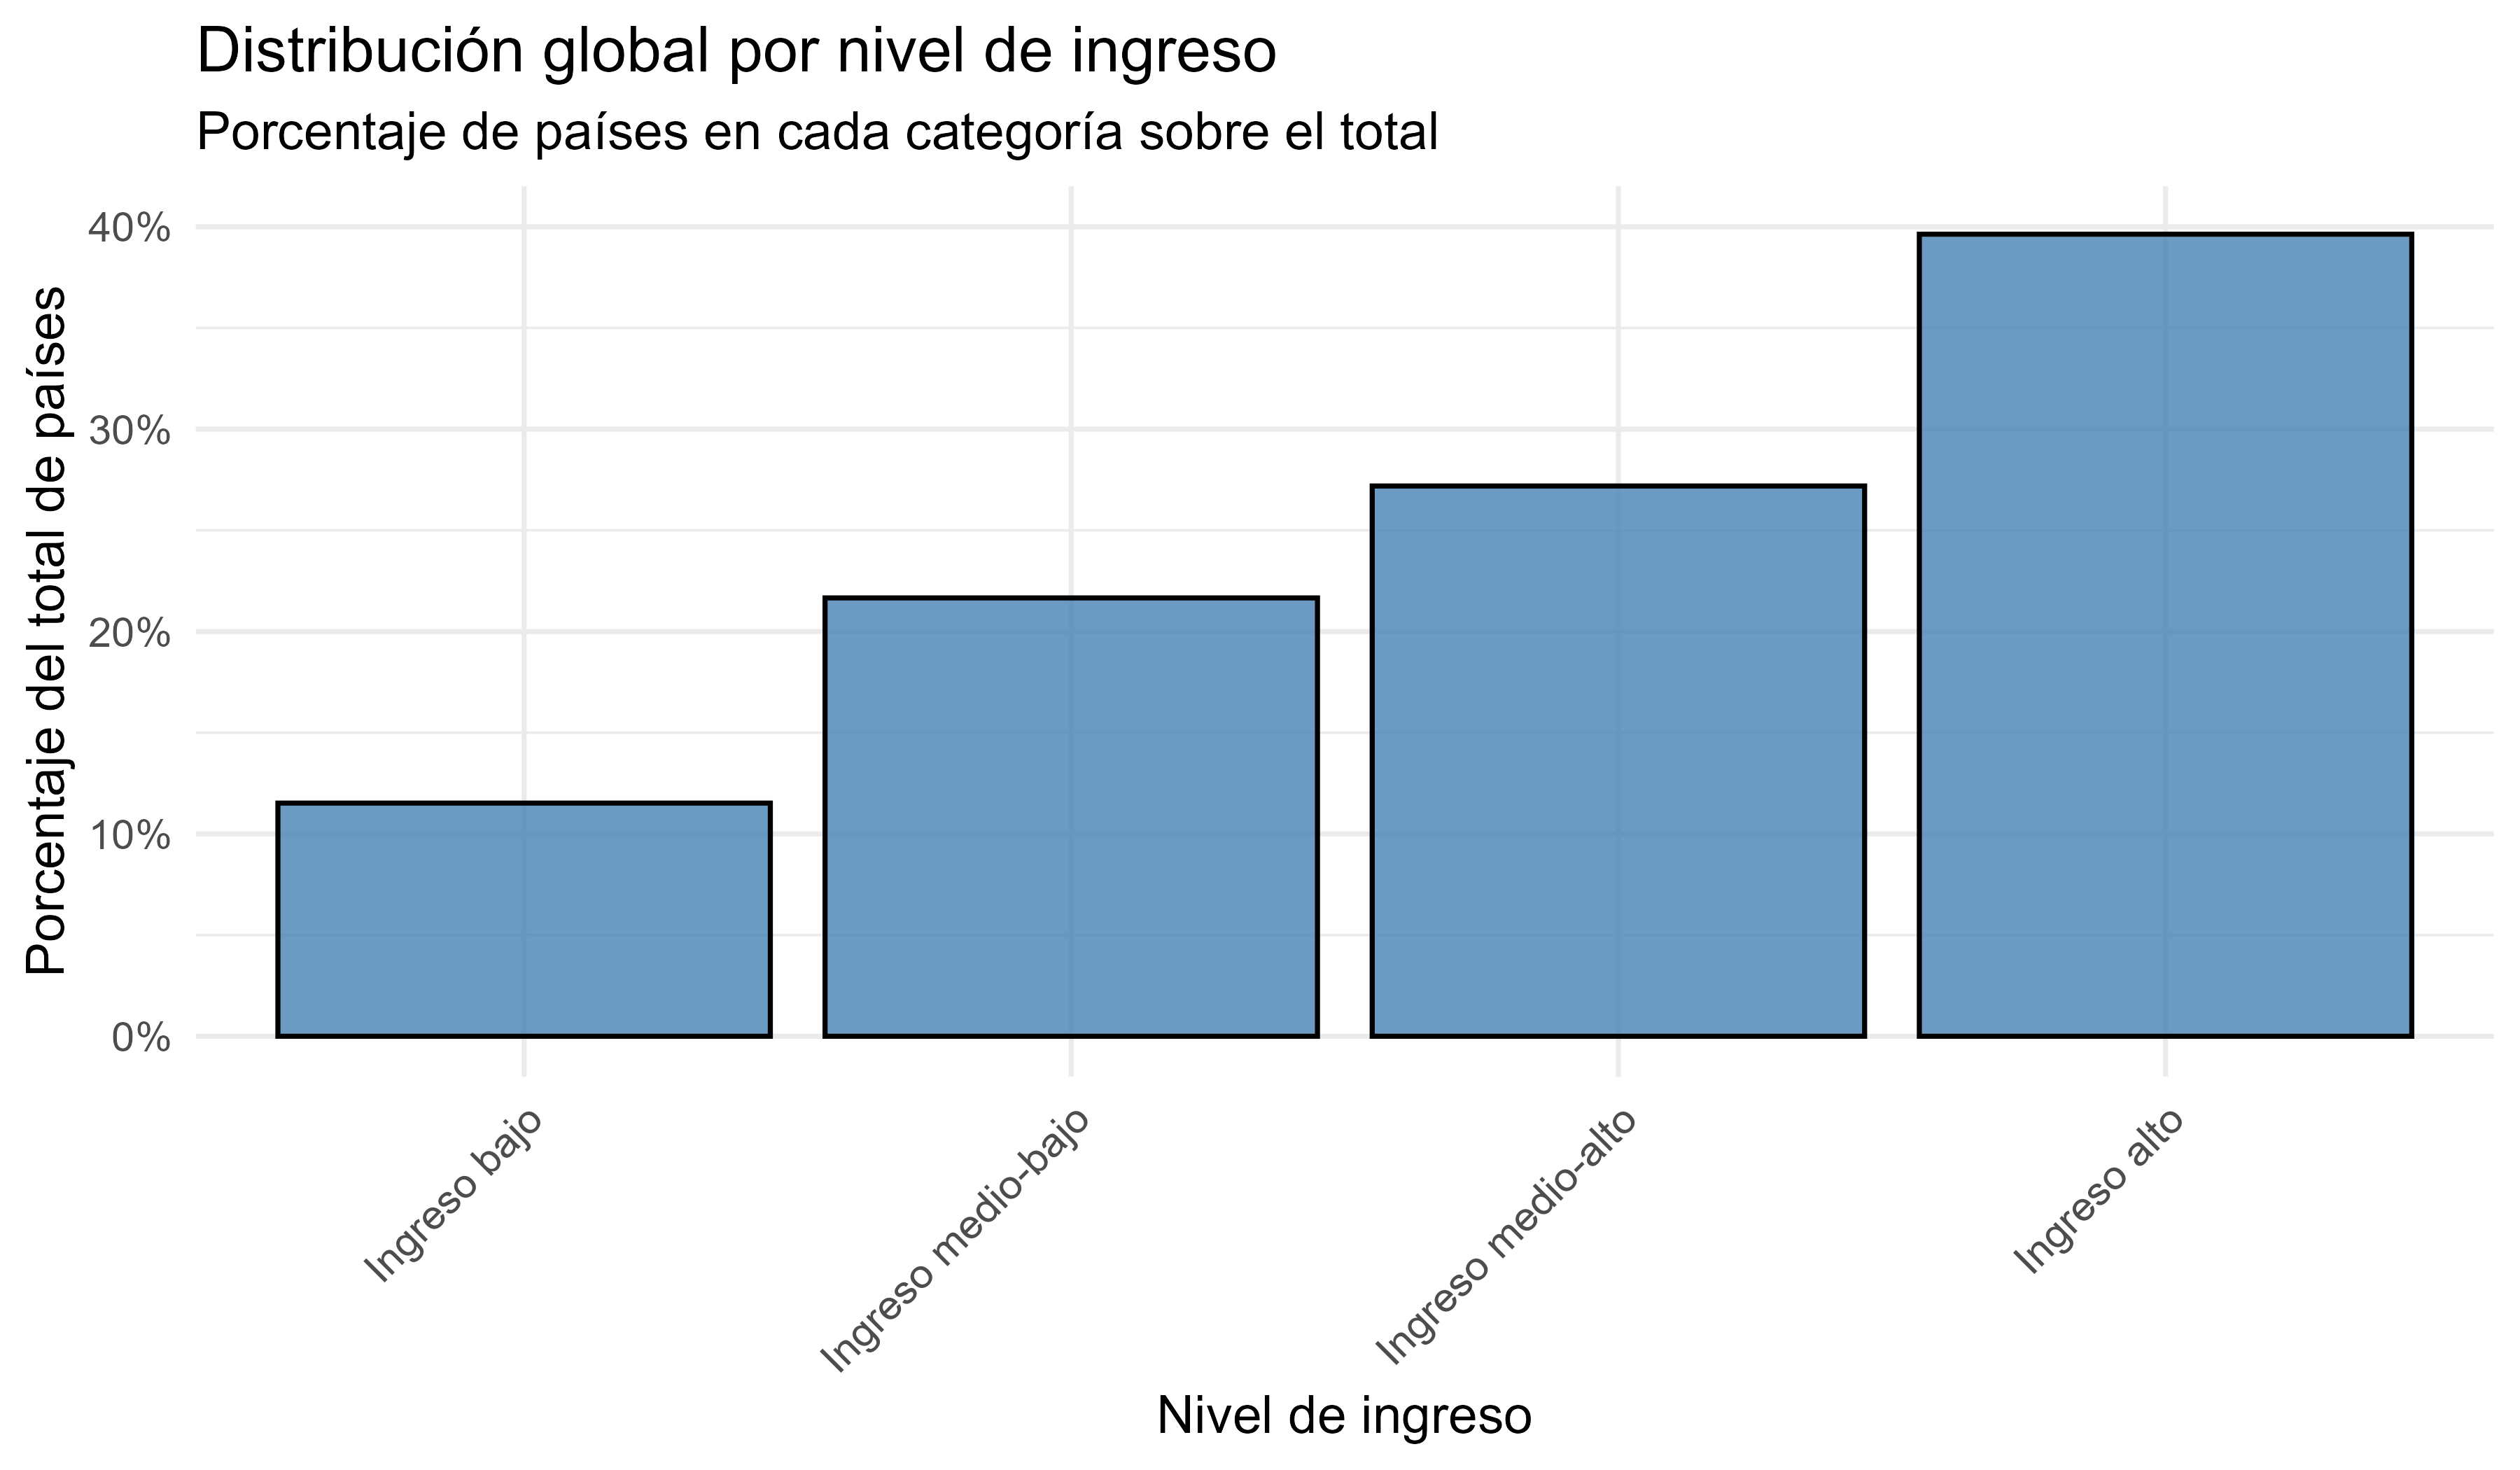 Distribución global por nivel de ingreso
Porcentaje de países en cada categoría sobre el total
Porcentaje del total de países
40%
30%
20%
10%
0%
Ingreso bajo
Ingreso medio-bajo
Ingreso medio-alto
Ingreso alto
Nivel de ingreso